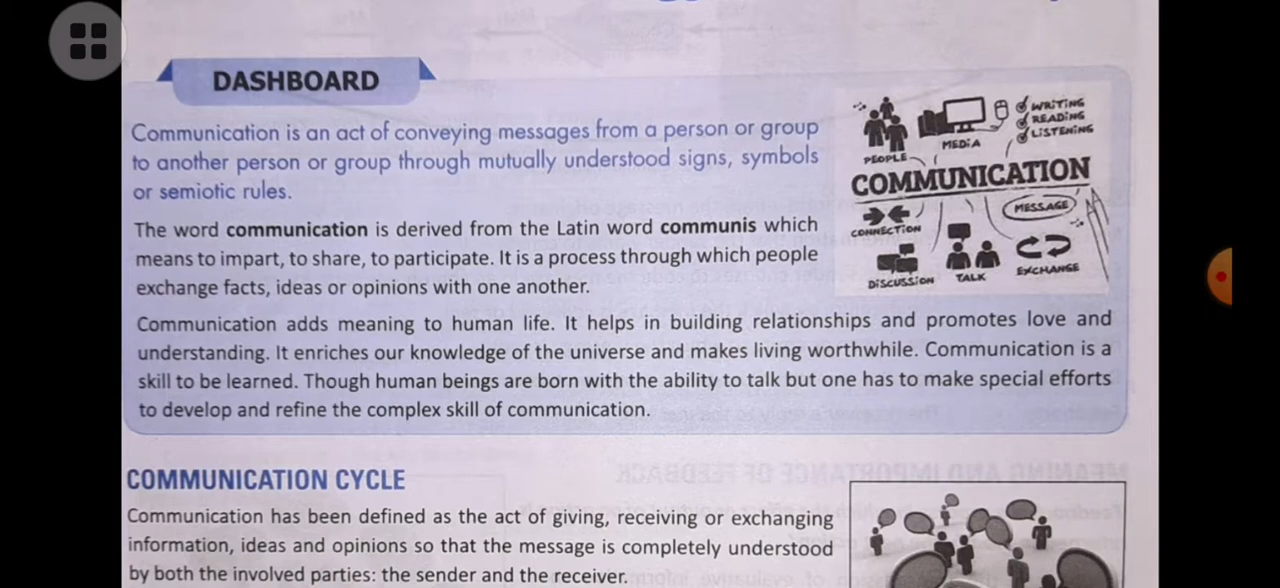 DASHBOARD
Communication is an act of conveying messages from a person or group
to another person or group through mutually understood signs, symbols
or semiotic rules.
The word communication is derived from the Latin word communis which
means to impart, to share, to participate. It is a process through which people
exchange facts, ideas or opinions with one another.
PEOPLE
MEDIA
WRITING
READING
LISTENING
COMMUNICATION
CONNECTION
MESSAGE
DISCUSSION
TALK
EXCHANGE
Communication adds meaning to human life. It helps in building relationships and promotes love and
understanding. It enriches our knowledge of the universe and makes living worthwhile. Communication is a
skill to be learned. Though human beings are born with the ability to talk but one has to make special efforts
to develop and refine the complex skill of communication.
COMMUNICATION CYCLE
Communication has been defined as the act of giving, receiving or exchanging
information, ideas and opinions so that the message is completely understood
by both the involved parties: the sender and the receiver.